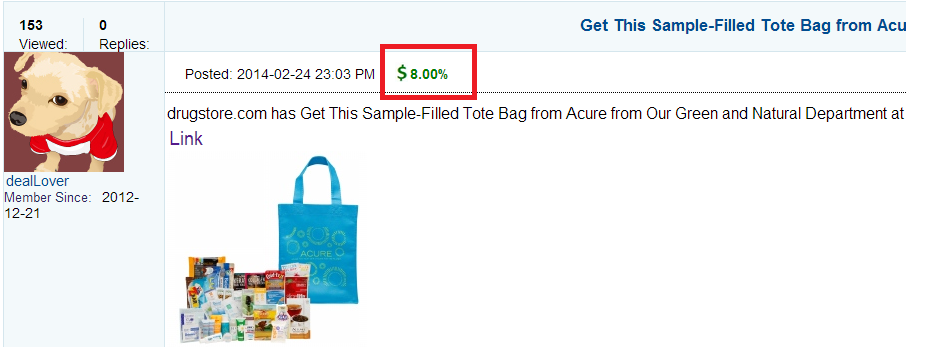 153
0
Viewed:
Replies:
Get This Sample-Filled Tote Bag from Acu
Posted: 2014-02-24 23:03 PM
$ 8.00%
drugstore.com has Get This Sample-Filled Tote Bag from Acure from Our Green and Natural Department at
Link
dealLover
Member Since: 2012-
12-21
ACURE